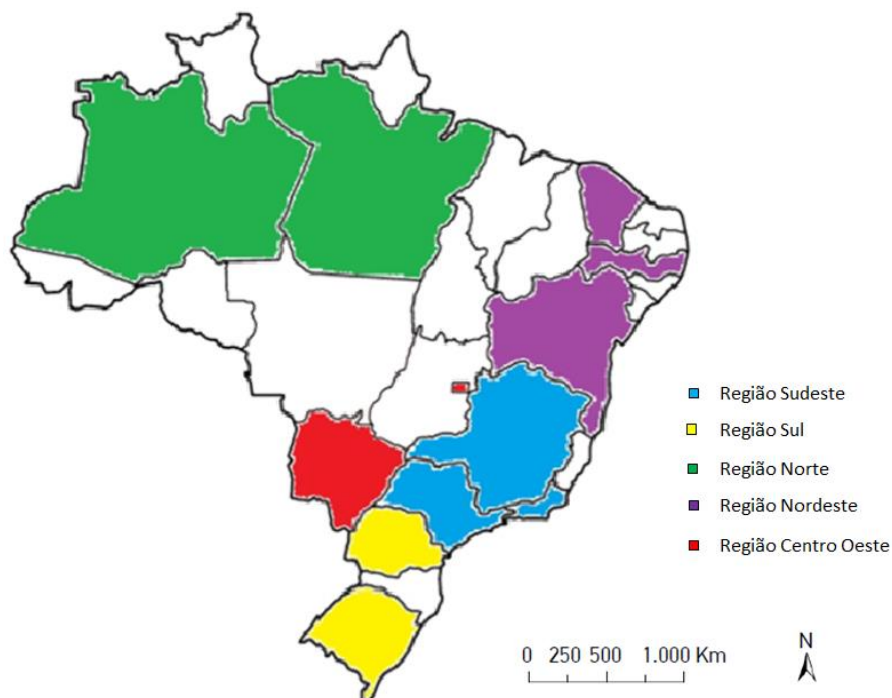 Região Sudeste
Região Sul
Região Norte
Região Nordeste
Região Centro Oeste
N
0 250 500 1.000 Km